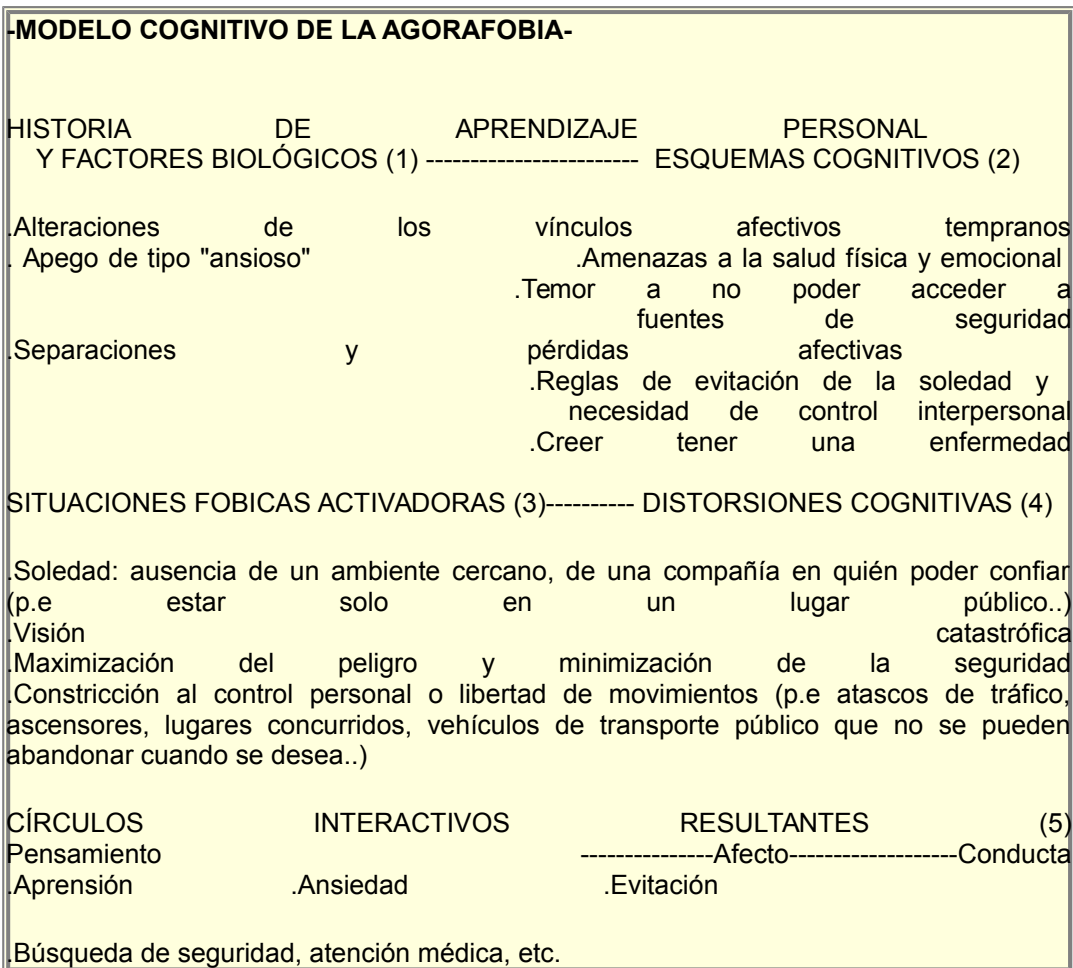 -MODELO COGNITIVO DE LA AGORAFOBIA-
HISTORIA DE APRENDIZAJE PERSONAL
Y FACTORES BIOLÓGICOS (1) ------------------------ ESQUEMAS COGNITIVOS (2)
.Alteraciones de los vínculos afectivos tempranos
. Apego de tipo "ansioso" .Amenazas a la salud física y emocional
.Temor a no poder acceder a
fuentes de seguridad
.Separaciones y pérdidas afectivas
.Reglas de evitación de la soledad y
necesidad de control interpersonal
.Creer tener una enfermedad
SITUACIONES FOBICAS ACTIVADORAS (3)---------- DISTORSIONES COGNITIVAS (4)
.Soledad: ausencia de un ambiente cercano, de una compañía en quién poder confiar
(p.e estar solo en un lugar público..)
.Visión catastrófica
.Maximización del peligro y minimización de la seguridad
.Constricción al control personal o libertad de movimientos (p.e atascos de tráfico,
ascensores, lugares concurridos, vehículos de transporte público que no se pueden
abandonar cuando se desea..)
CÍRCULOS INTERACTIVOS RESULTANTES (5)
Pensamiento ---------------Afecto-------------------Conducta
.Aprensión .Ansiedad .Evitación
.Búsqueda de seguridad, atención médica, etc.